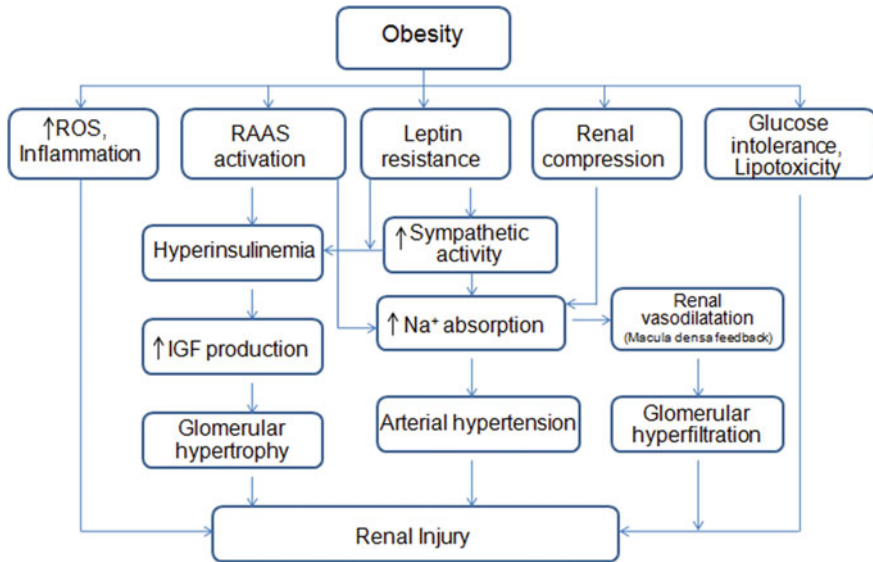 Obesity
↑ROS,
Inflammation
RAAS
activation
Leptin
resistance
Renal
compression
Glucose
intolerance,
Lipotoxicity
Hyperinsulinemia
↑Sympathetic
activity
↑IGF production
↑Na⁺ absorption
Renal
vasodilatation
(Macula densa feedback)
Glomerular
hypertrophy
Arterial hypertension
Glomerular
hyperfiltration
Renal Injury